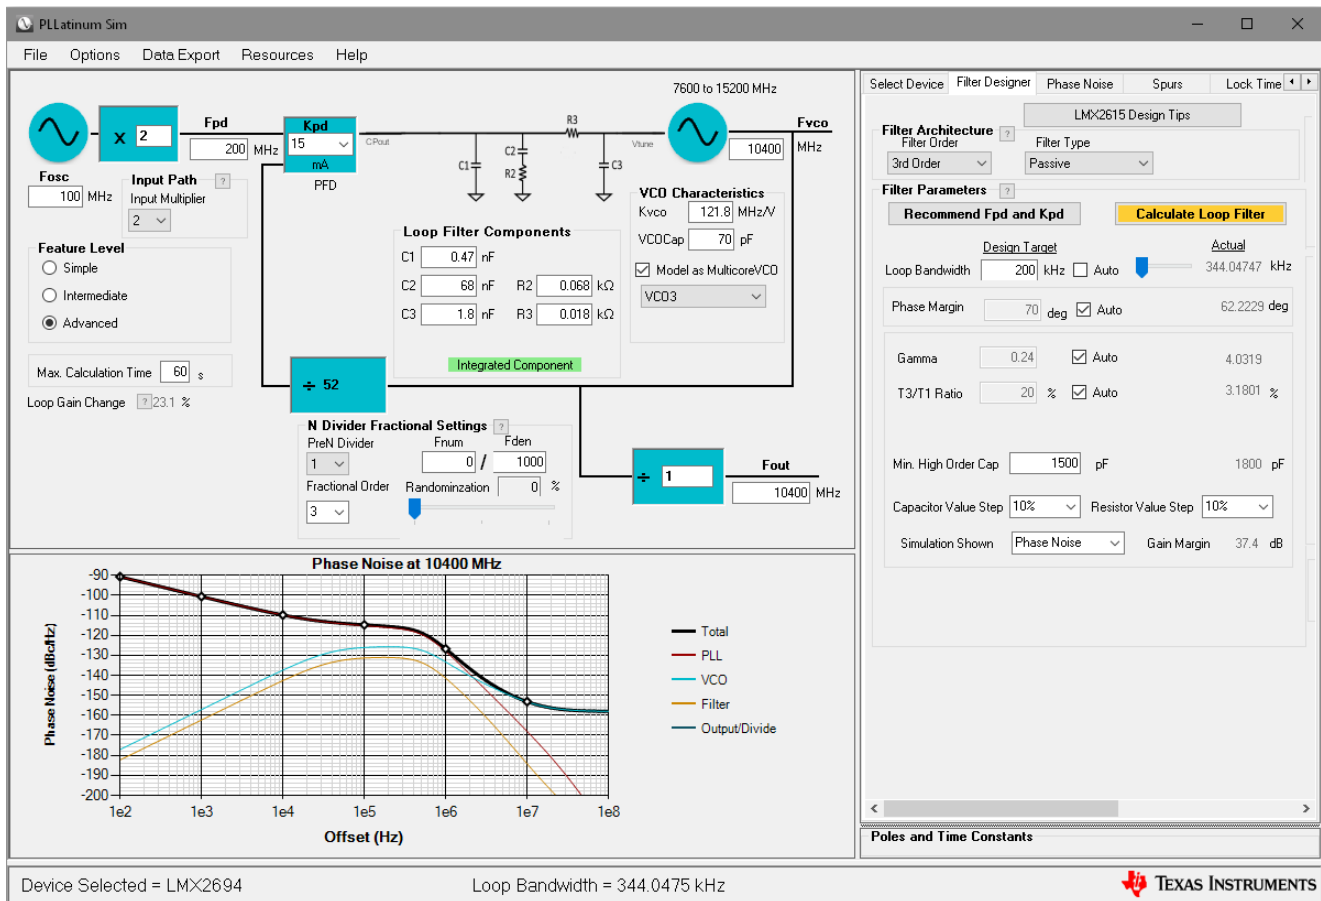 PLLatinum Sim
File Options Data Export Resources Help
7600 to 15200 MHz
x 2
Fpd
200 MHz
Kpd
15
mA
PFD
CPout
C1
C2
R2
R3
C3
Vtune
Fvco
10400 MHz
Fosc
100 MHz
Input Path ?
Input Multiplier
2
Feature Level
Simple
Intermediate
Advanced
Max. Calculation Time 60 s
Loop Gain Change ? 23.1 %
Loop Filter Components
C1 0.47 nF
C2 68 nF R2 0.068 kΩ
C3 1.8 nF R3 0.018 kΩ
Integrated Component
VCO Characteristics
Kvco 121.8 MHz/V
VCOCap 70 pF
Model as MulticoreVCO
VCO3
÷ 52
N Divider Fractional Settings ?
PreN Divider Fnum Fden
1 0 / 1000
Fractional Order Randominzation 0 %
3
÷ 1
Fout
10400 MHz
Phase Noise at 10400 MHz
Phase Noise (dBc/Hz)
-90
-100
-110
-120
-130
-140
-150
-160
-170
-180
-190
-200
1e2 1e3 1e4 1e5 1e6 1e7 1e8
Offset (Hz)
Total
PLL
VCO
Filter
Output/Divide
Select Device Filter Designer Phase Noise Spurs Lock Time
LMX2615 Design Tips
Filter Architecture ?
Filter Order Filter Type
3rd Order Passive
Filter Parameters ?
Recommend Fpd and Kpd Calculate Loop Filter
Design Target Actual
Loop Bandwidth 200 kHz Auto 344.04747 kHz
Phase Margin 70 deg Auto 62.2229 deg
Gamma 0.24 Auto 4.0319
T3/T1 Ratio 20 % Auto 3.1801 %
Min. High Order Cap 1500 pF 1800 pF
Capacitor Value Step 10% Resistor Value Step 10%
Simulation Shown Phase Noise Gain Margin 37.4 dB
Poles and Time Constants
Device Selected = LMX2694 Loop Bandwidth = 344.0475 kHz
TEXAS INSTRUMENTS